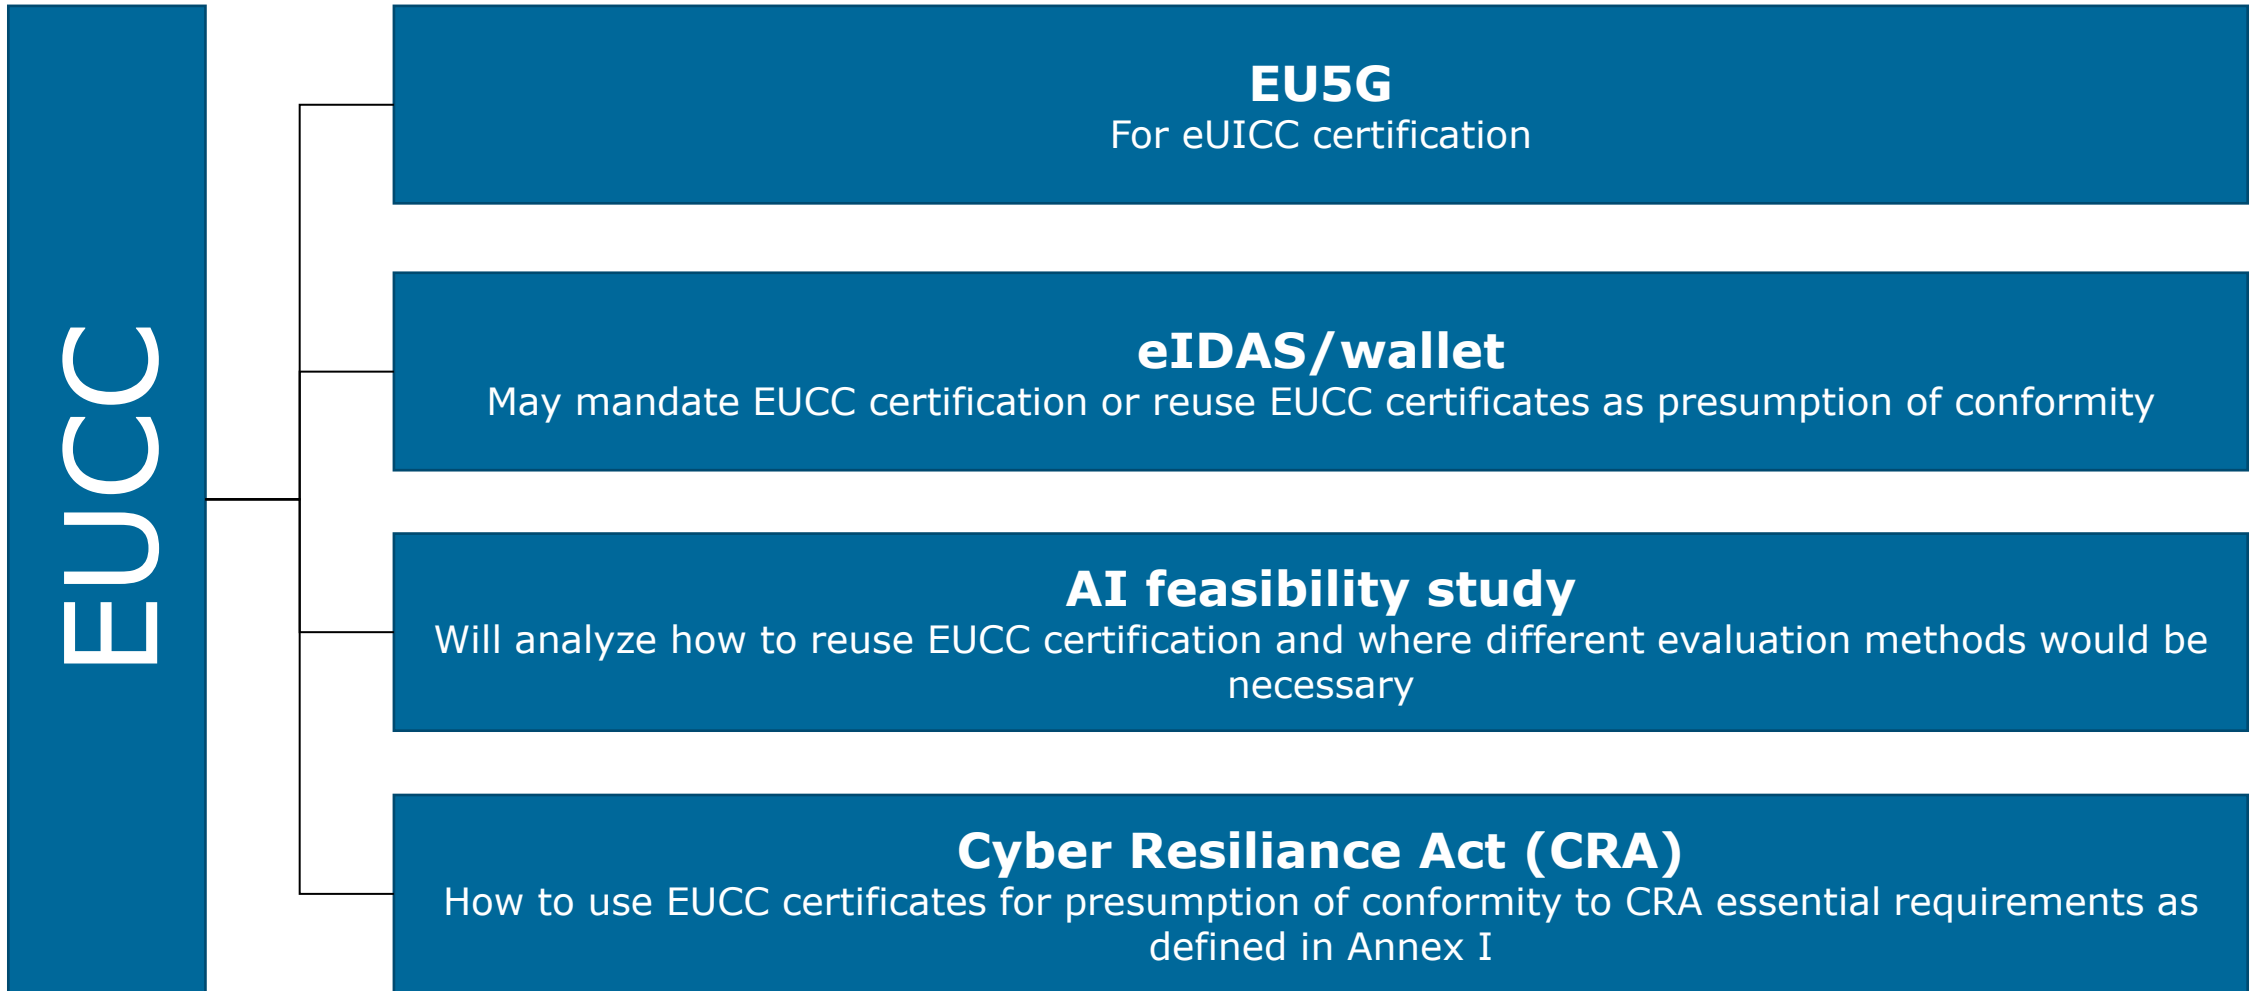 EUCC
EU5G
For eUICC certification
eIDAS/wallet
May mandate EUCC certification or reuse EUCC certificates as presumption of conformity
AI feasibility study
Will analyze how to reuse EUCC certification and where different evaluation methods would be
necessary
Cyber Resiliance Act (CRA)
How to use EUCC certificates for presumption of conformity to CRA essential requirements as
defined in Annex I